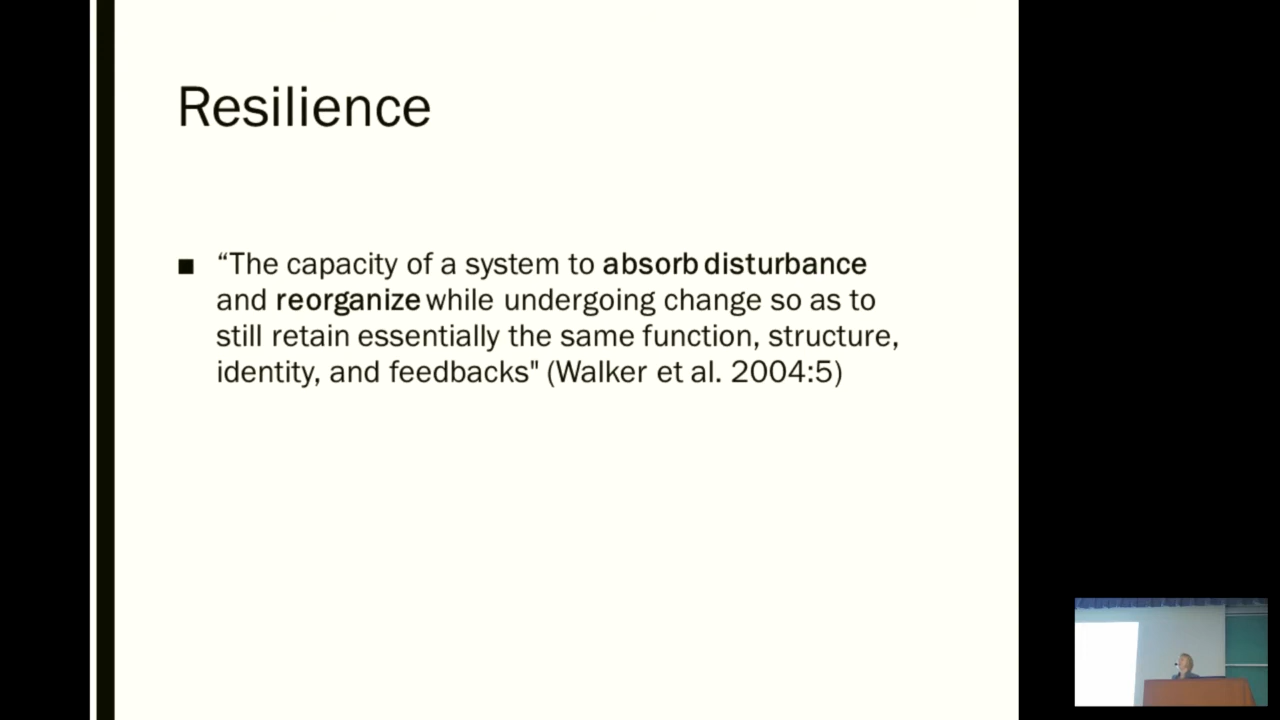 Resilience
■ “The capacity of a system to absorb disturbance
and reorganize while undergoing change so as to
still retain essentially the same function, structure,
identity, and feedbacks" (Walker et al. 2004:5)